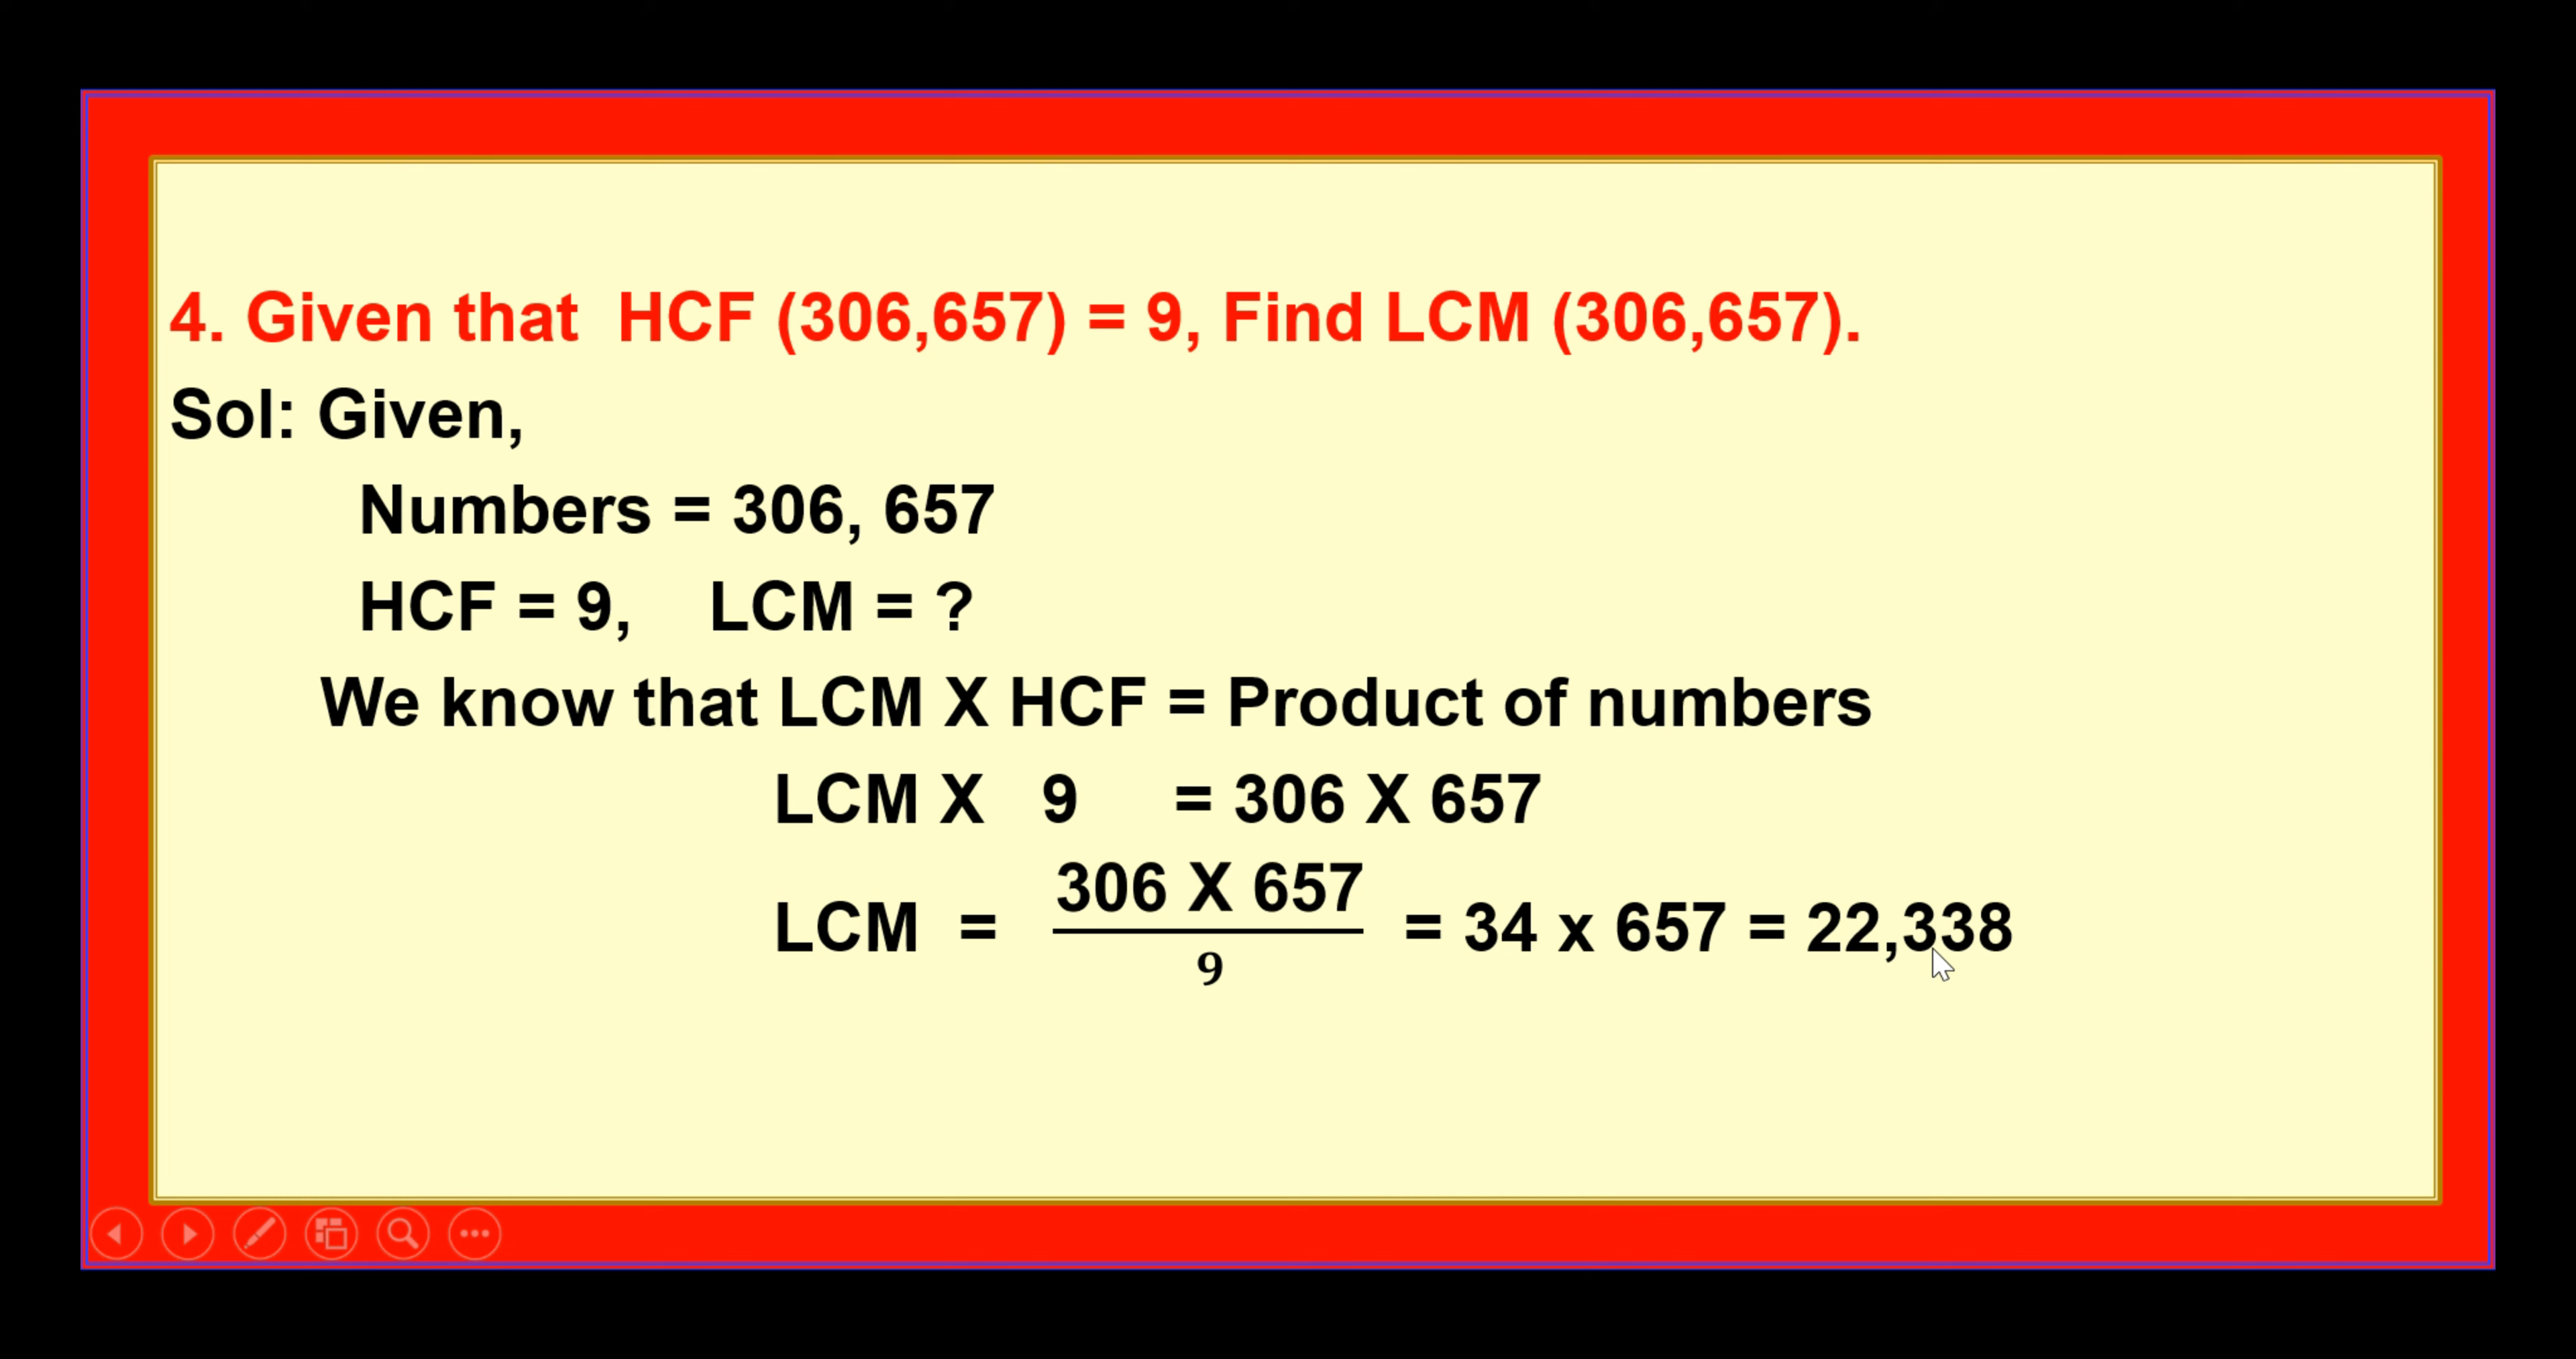 4. Given that HCF (306,657) = 9, Find LCM (306,657).
Sol: Given,
Numbers = 306, 657
HCF = 9, LCM = ?
We know that LCM X HCF = Product of numbers
LCM X 9 = 306 X 657
LCM = 306 X 657 / 9 = 34 x 657 = 22,338